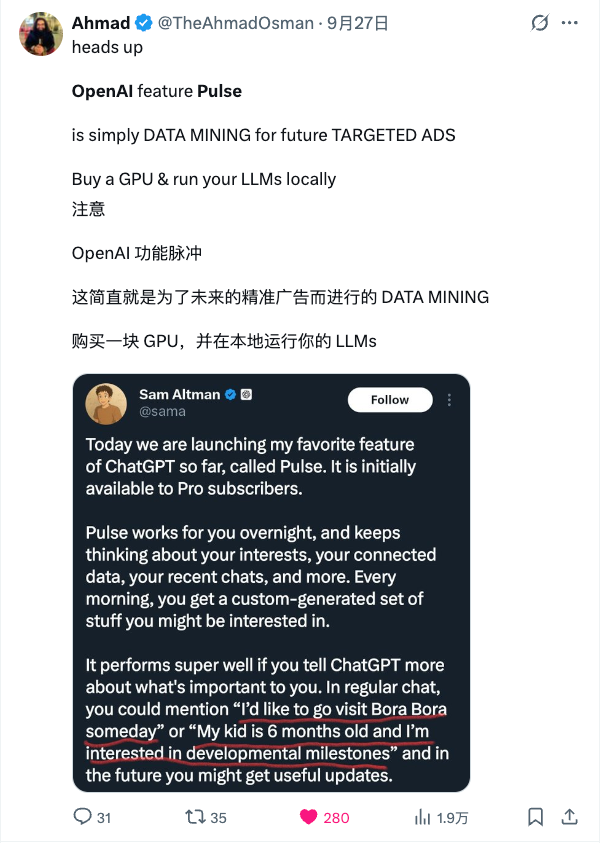 Ahmad @TheAhmadOsman · 9月27日
heads up
OpenAI feature Pulse
is simply DATA MINING for future TARGETED ADS
Buy a GPU & run your LLMs locally
注意
OpenAI 功能脉冲
这简直就是为了未来的精准广告而进行的 DATA MINING
购买一块 GPU，并在本地运行你的 LLMs
Sam Altman
@sama
Follow
Today we are launching my favorite feature
of ChatGPT so far, called Pulse. It is initially
available to Pro subscribers.
Pulse works for you overnight, and keeps
thinking about your interests, your connected
data, your recent chats, and more. Every
morning, you get a custom-generated set of
stuff you might be interested in.
It performs super well if you tell ChatGPT more
about what's important to you. In regular chat,
you could mention “I’d like to go visit Bora Bora
someday” or “My kid is 6 months old and I’m
interested in developmental milestones” and in
the future you might get useful updates.
31 35 280 1.9万